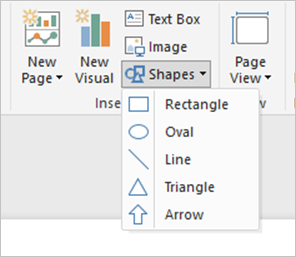 New Page
New Visual
Text Box
Image
Shapes
Page View
Inse
w
Rectangle
Oval
Line
Triangle
Arrow